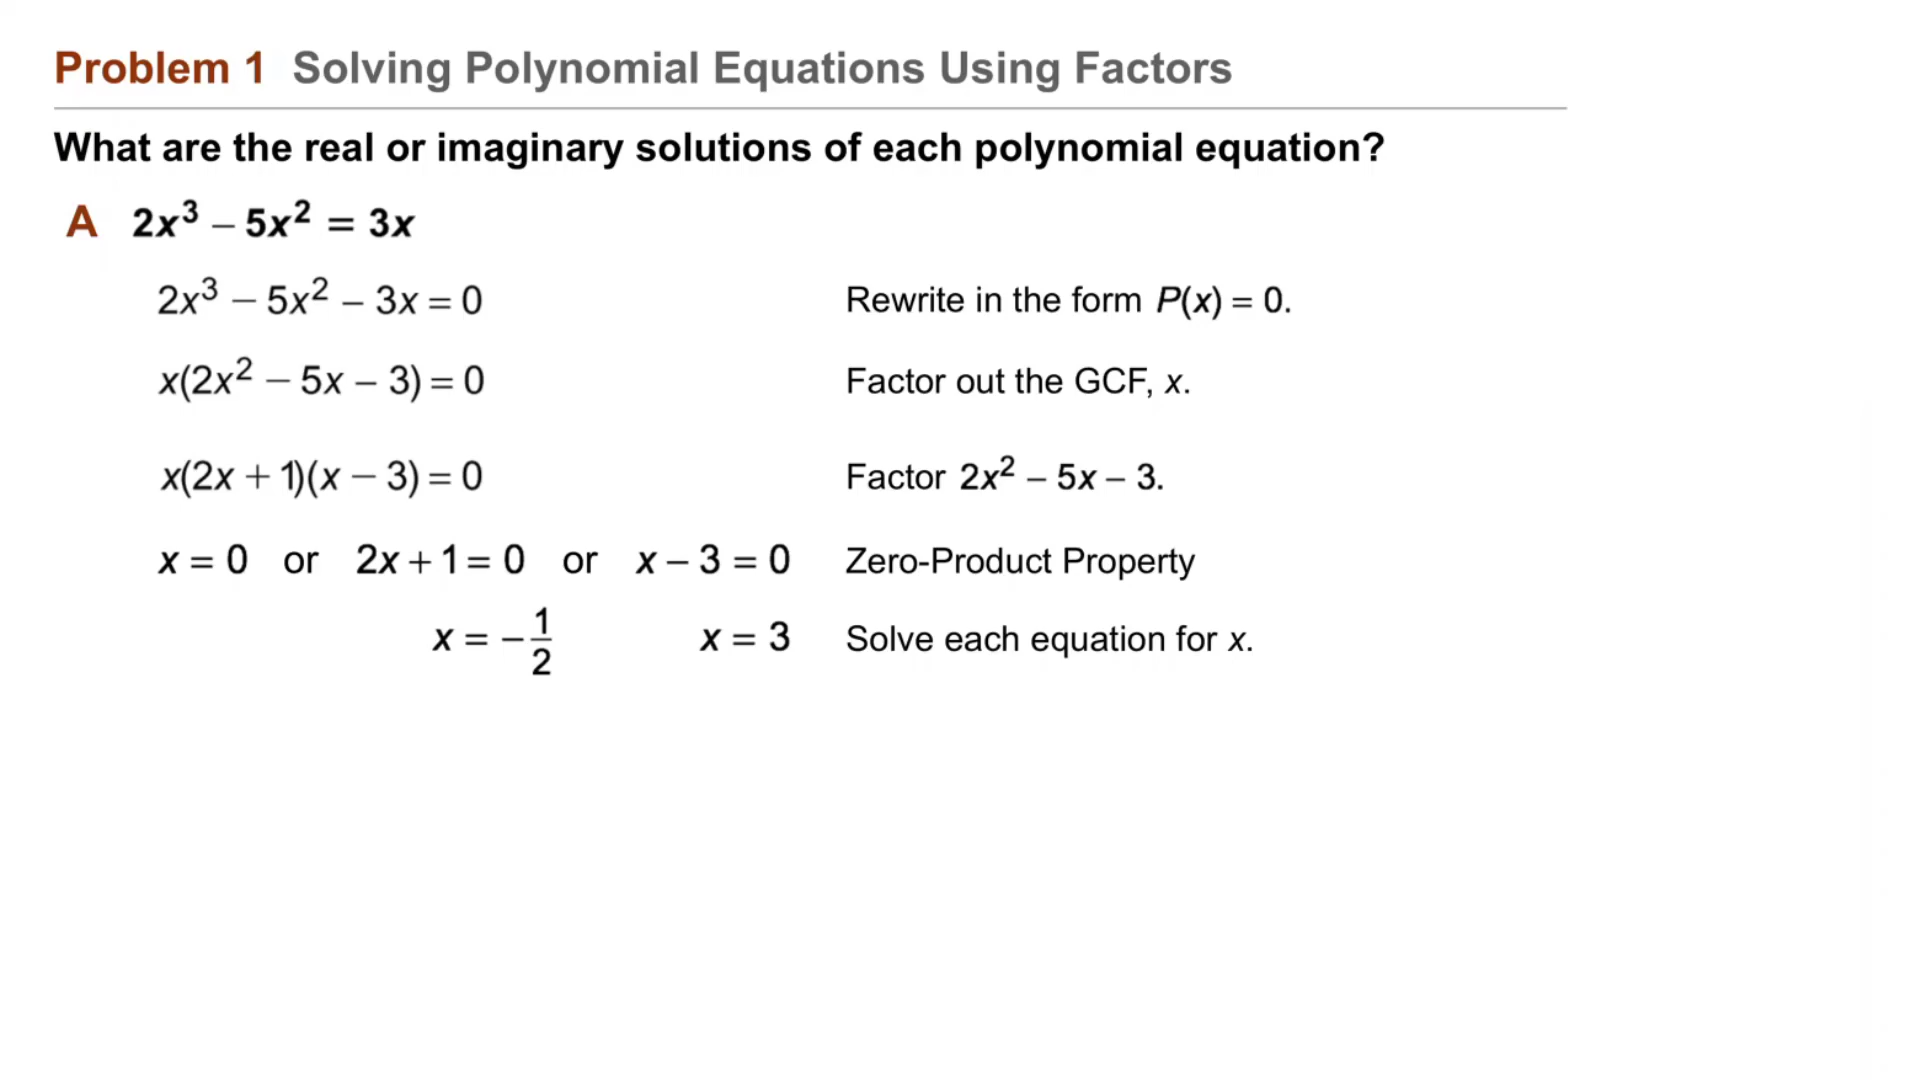 Problem 1 Solving Polynomial Equations Using Factors
What are the real or imaginary solutions of each polynomial equation?
A 2x³ – 5x² = 3x
2x³ – 5x² – 3x = 0 Rewrite in the form P(x) = 0.
x(2x² – 5x – 3) = 0 Factor out the GCF, x.
x(2x + 1)(x – 3) = 0 Factor 2x² – 5x – 3.
x = 0 or 2x + 1 = 0 or x – 3 = 0 Zero-Product Property
x = –1/2 x = 3 Solve each equation for x.